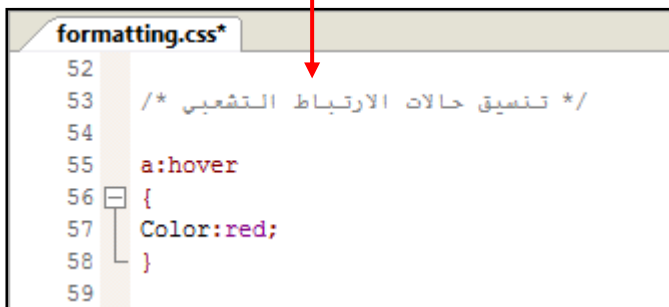 formatting.css*
52
53 /* تنسيق حالات الارتباط التشعبي */
54
55 a:hover
56 {
57 Color:red;
58 }
59